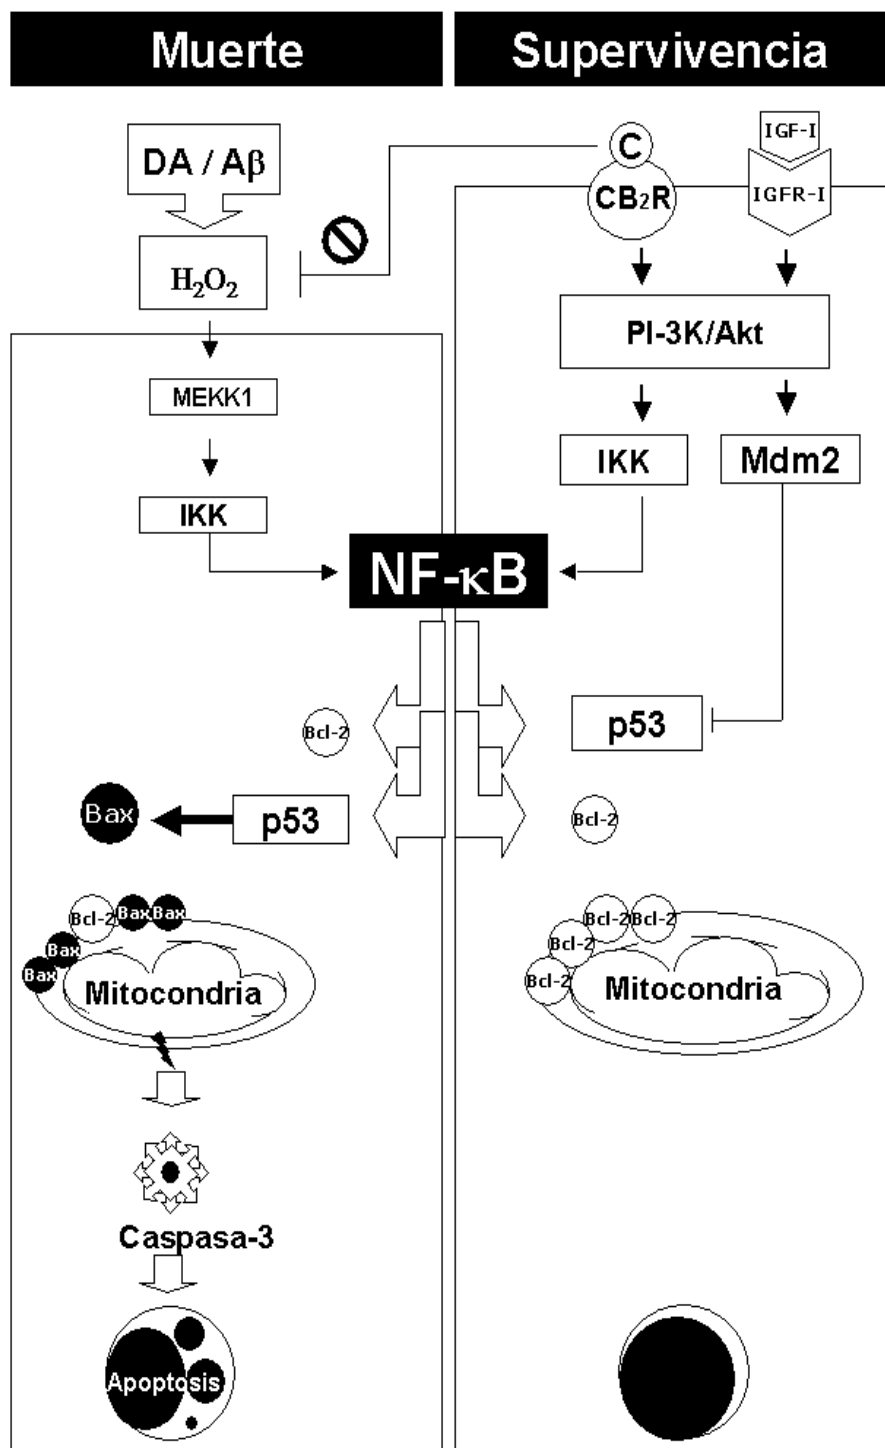 Muerte
Supervivencia
DA / Aβ
H₂O₂
MEKK1
IKK
C
CB₂R
IGF-I
IGFR-I
PI-3K/Akt
IKK
Mdm2
NF-κB
Bcl-2
Bax
p53
p53
Bcl-2
Bcl-2
Bax
Bax
Bax
Bax
Mitocondria
Bcl-2
Bcl-2
Bcl-2
Bcl-2
Mitocondria
Caspasa-3
Apoptosis